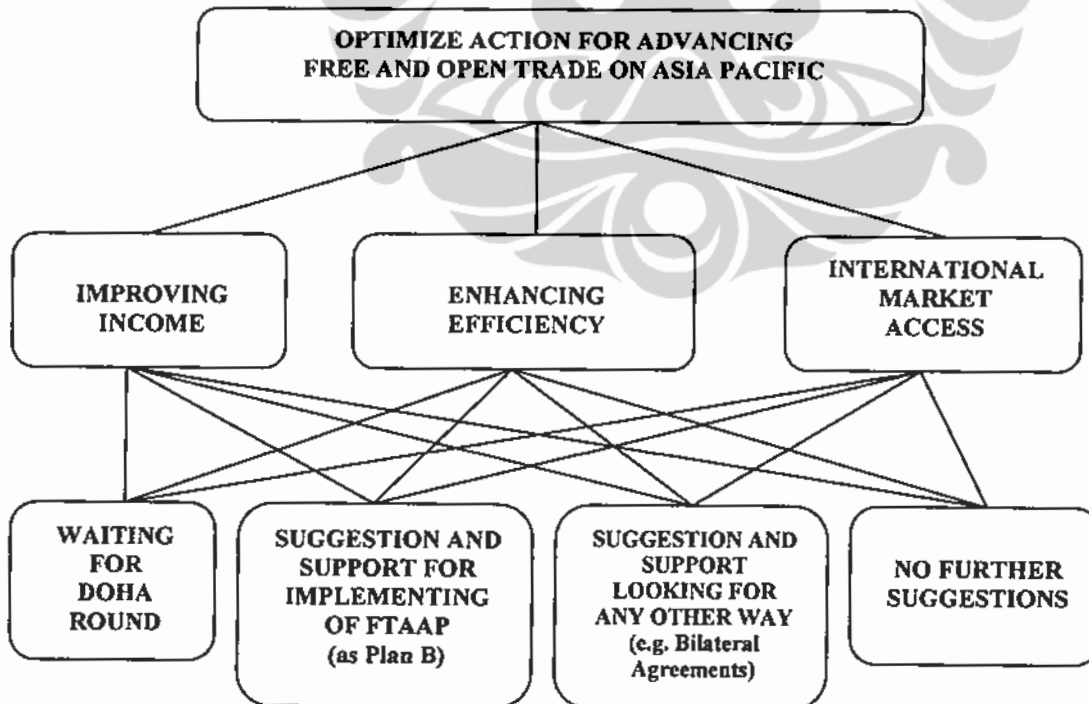 OPTIMIZE ACTION FOR ADVANCING
FREE AND OPEN TRADE ON ASIA PACIFIC
IMPROVING
INCOME
ENHANCING
EFFICIENCY
INTERNATIONAL
MARKET
ACCESS
WAITING
FOR
DOHA
ROUND
SUGGESTION AND
SUPPORT FOR
IMPLEMENTING
OF FTAAP
(as Plan B)
SUGGESTION AND
SUPPORT
LOOKING FOR
ANY OTHER WAY
(e.g. Bilateral
Agreements)
NO FURTHER
SUGGESTIONS